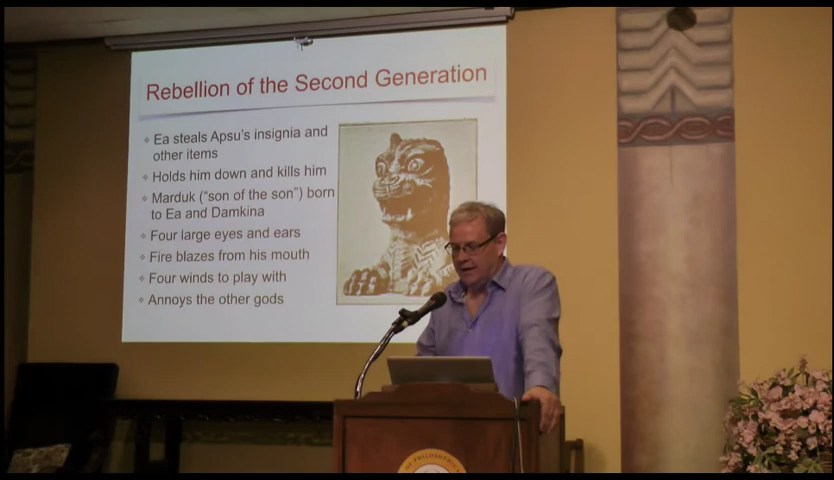 Rebellion of the Second Generation
Ea steals Apsu's insignia and
other items
Holds him down and kills him
Marduk ("son of the son") born
to Ea and Damkina
Four large eyes and ears
Fire blazes from his mouth
Four winds to play with
Annoys the other gods
OF PHILOSOPHICAL